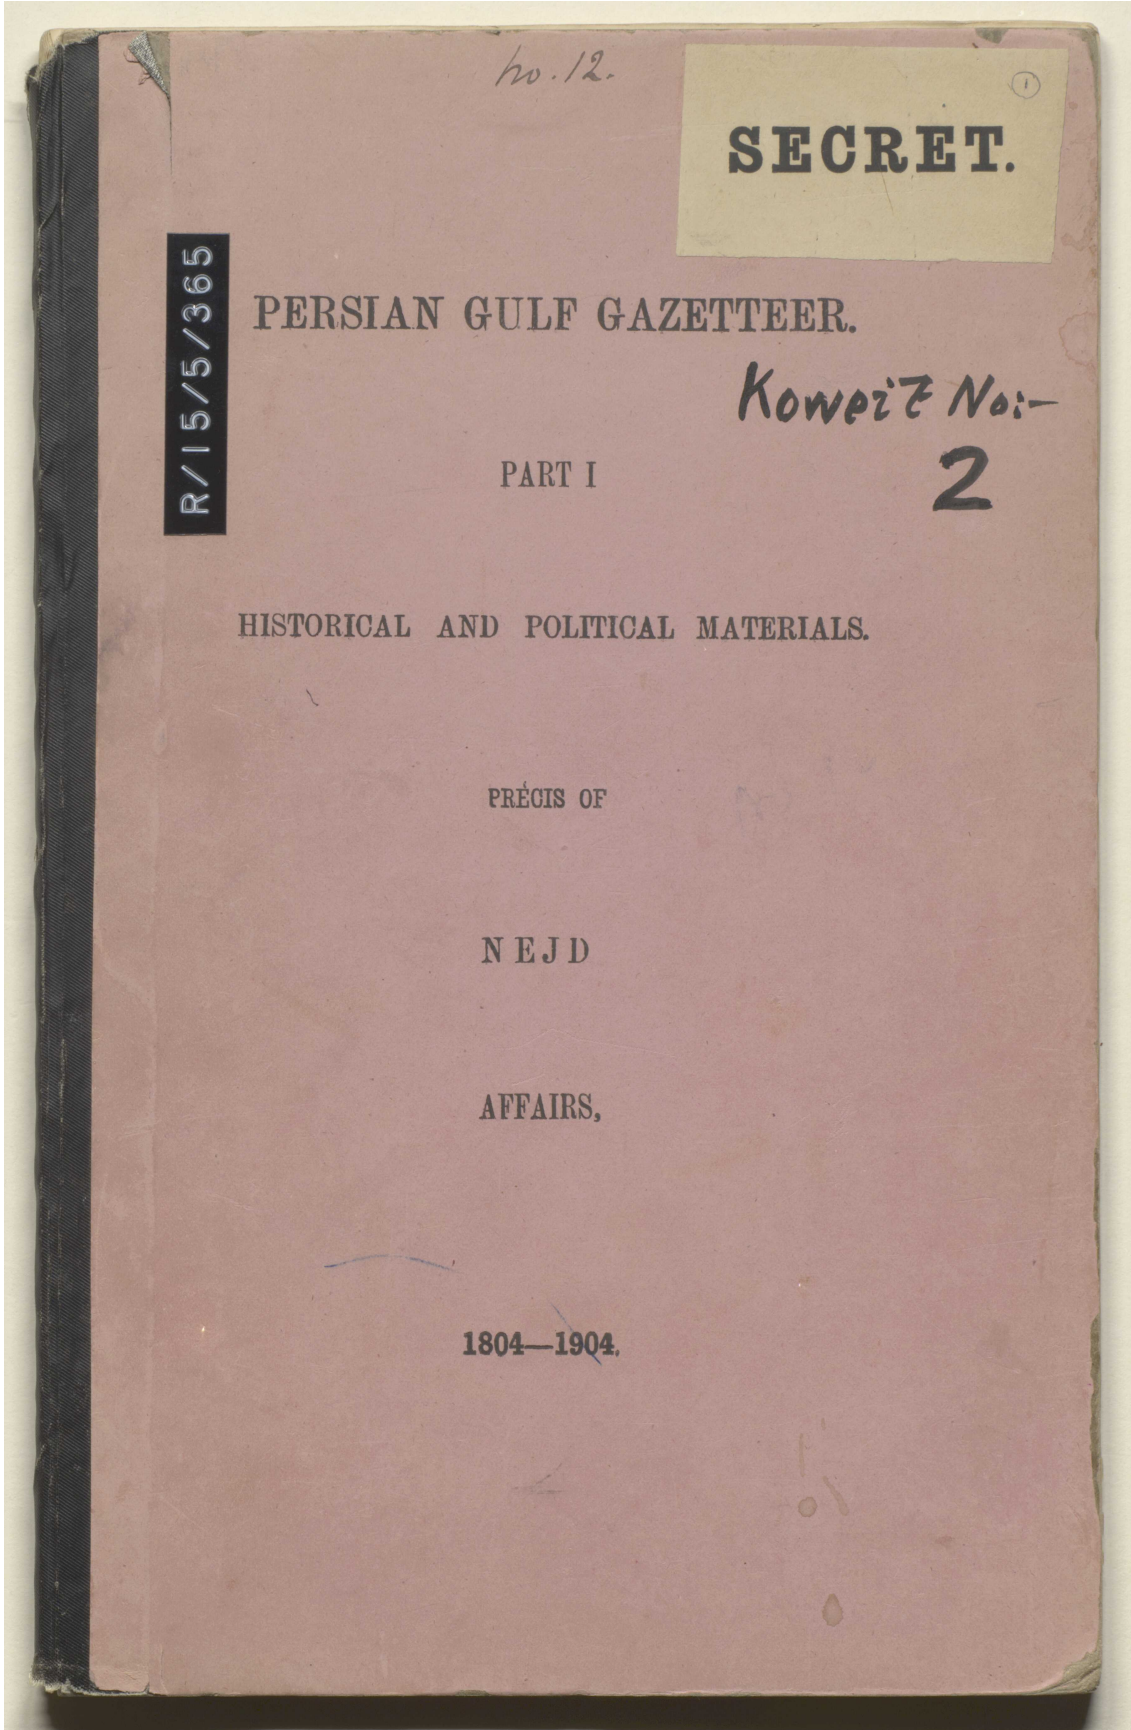 no. 12.
1
SECRET.
R/15/5/365
PERSIAN GULF GAZETTEER.
Koweit No:-
2
PART I
HISTORICAL AND POLITICAL MATERIALS.
PRÉCIS OF
NEJD
AFFAIRS,
1804—1904.